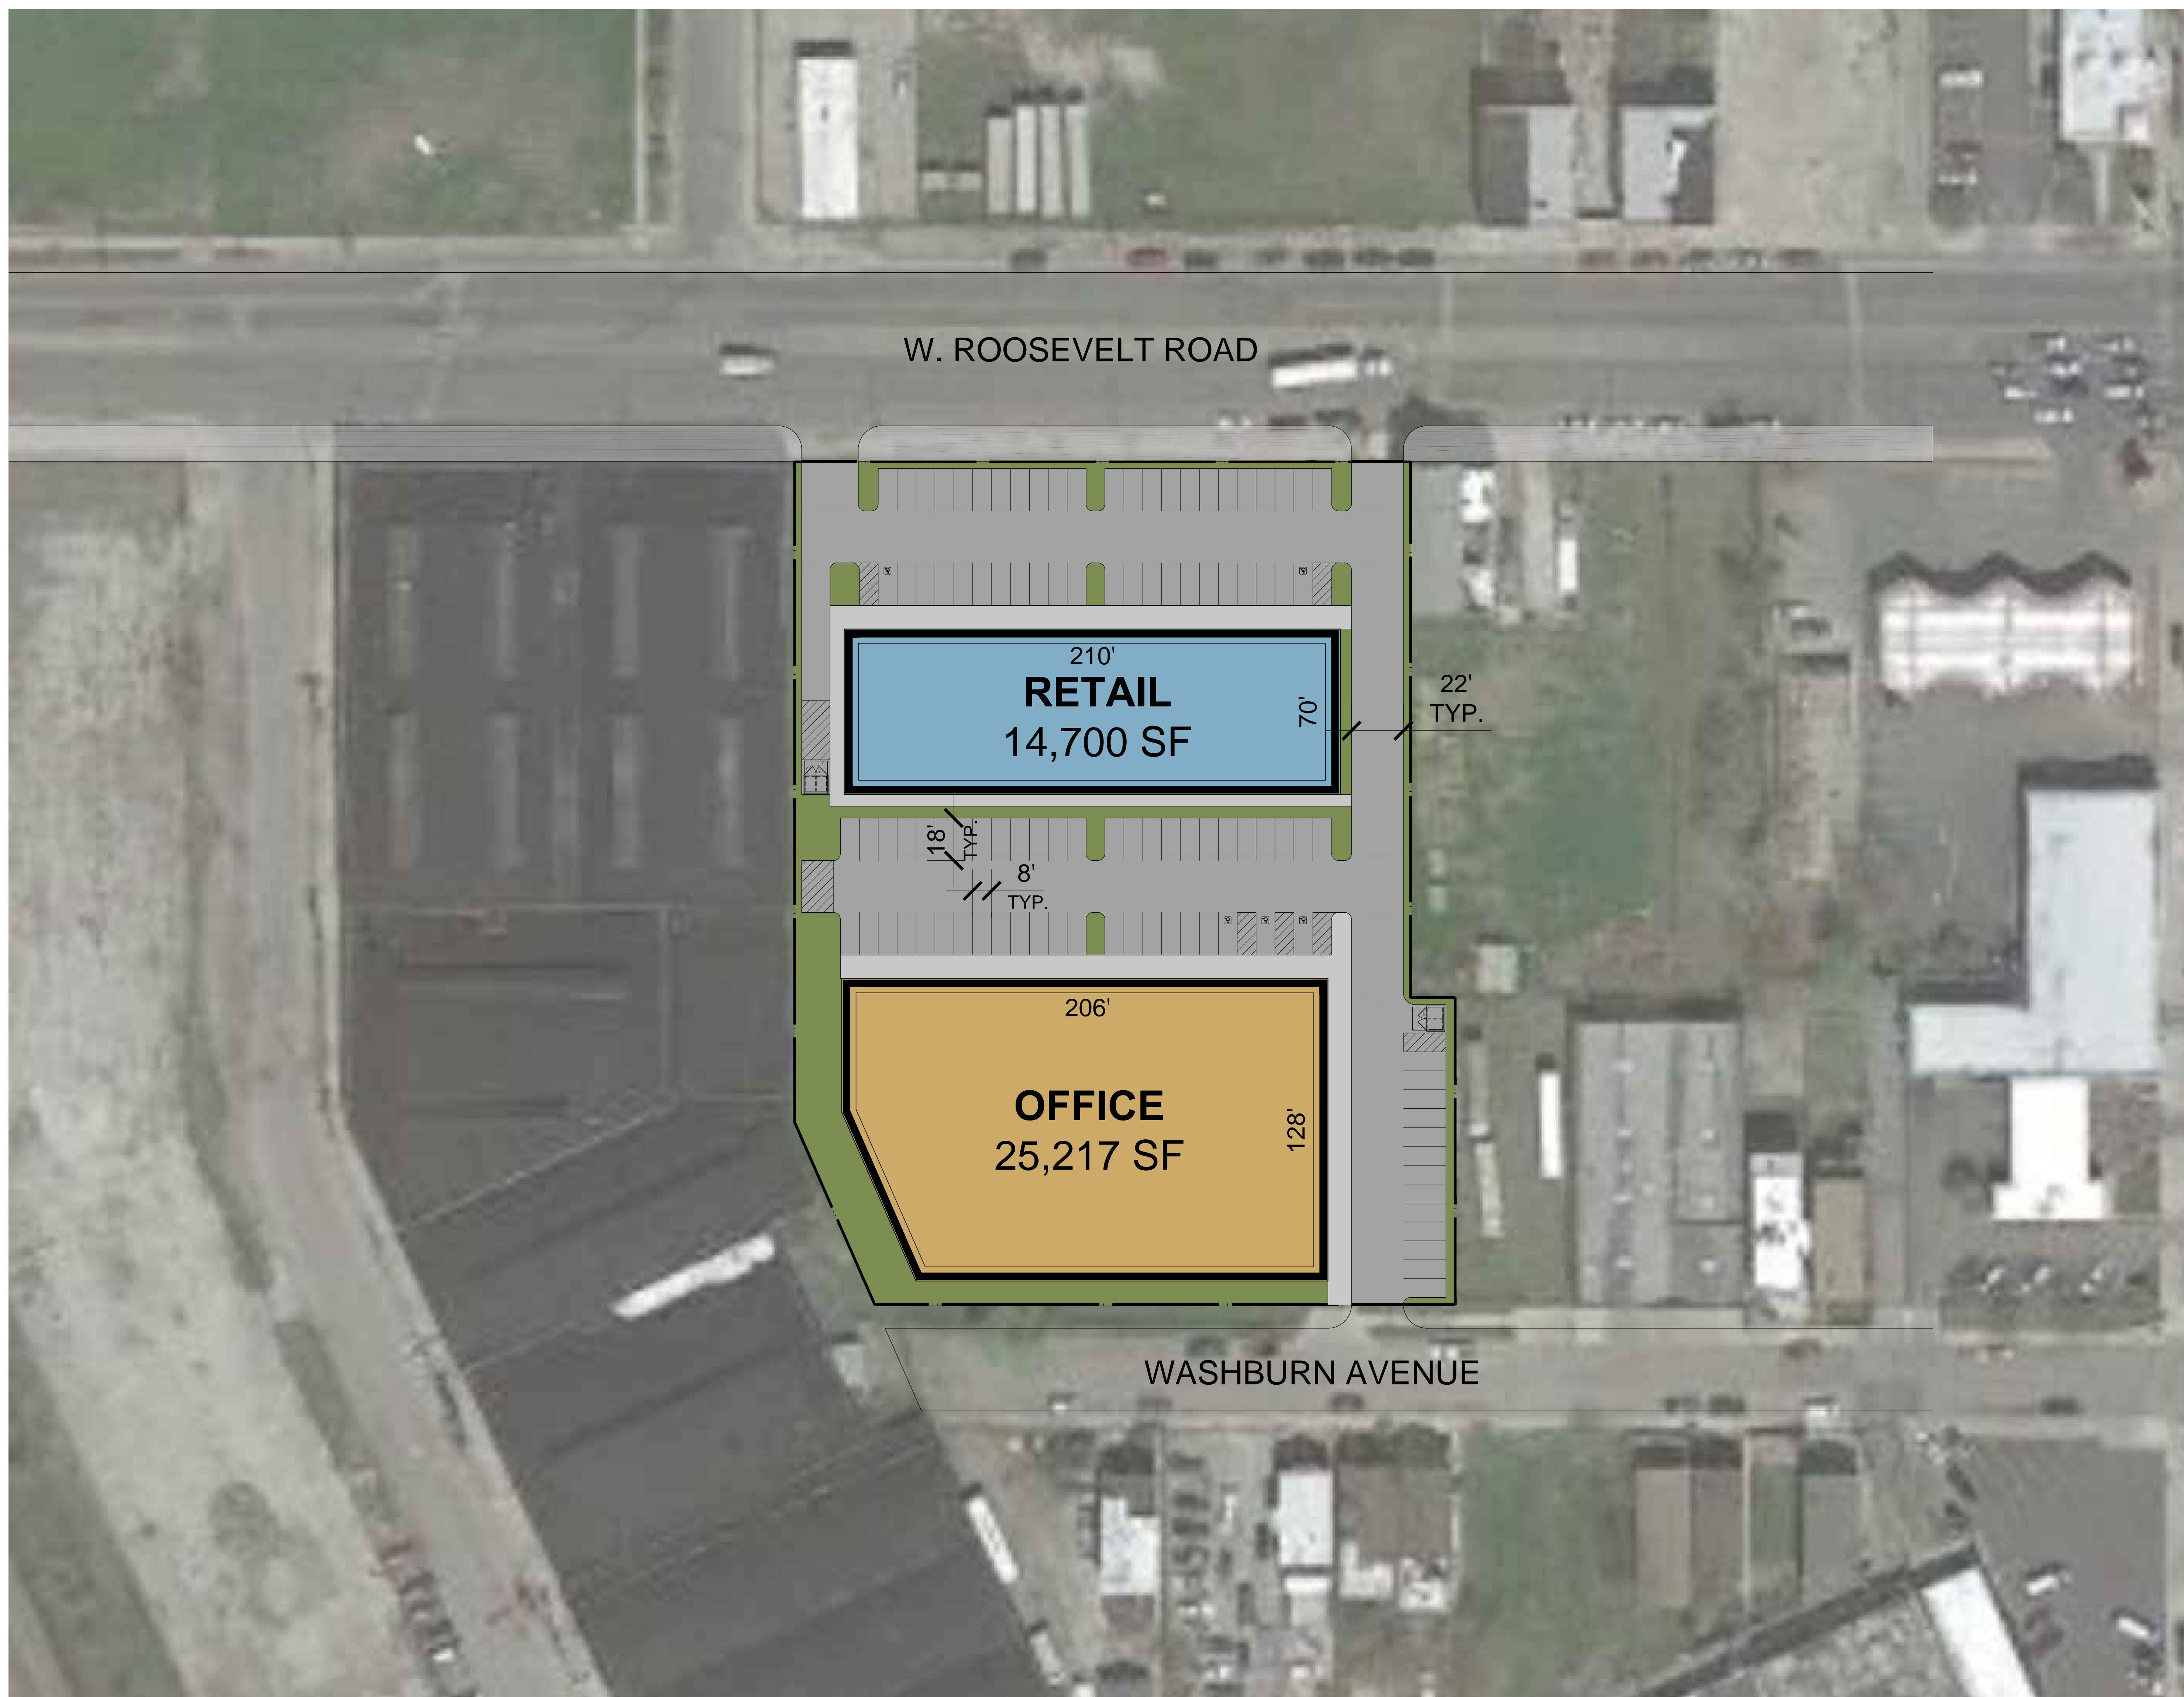 W. ROOSEVELT ROAD
210'
RETAIL
14,700 SF
70'
22'
TYP.
18'
TYP.
8'
TYP.
206'
OFFICE
25,217 SF
128'
WASHBURN AVENUE